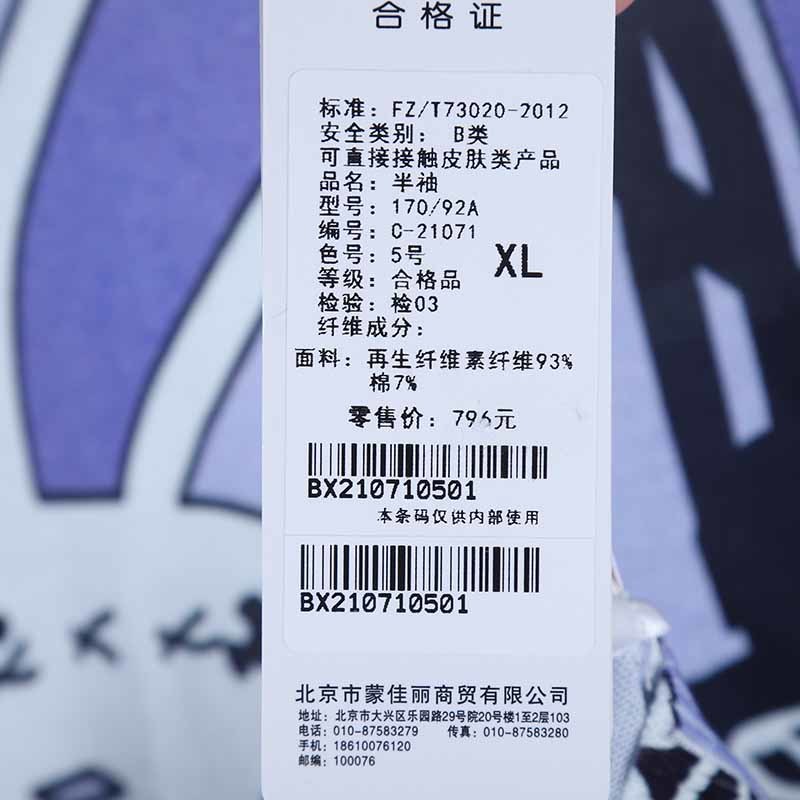 合格证
标准：FZ/T73020-2012
安全类别： B类
可直接接触皮肤类产品
品名：半袖
型号：170/92A
编号：C-21071
色号：5号
XL
等级：合格品
检验：检03
纤维成分：
面料：再生纤维素纤维93%
棉7%
零售价：796元
BX210710501
本条码仅供内部使用
BX210710501
北京市蒙佳丽商贸有限公司
地址：北京市大兴区乐园路29号院20号楼1至2层103
电话：010-87583279 传真：010-87583280
手机：18610076120
邮编：100076